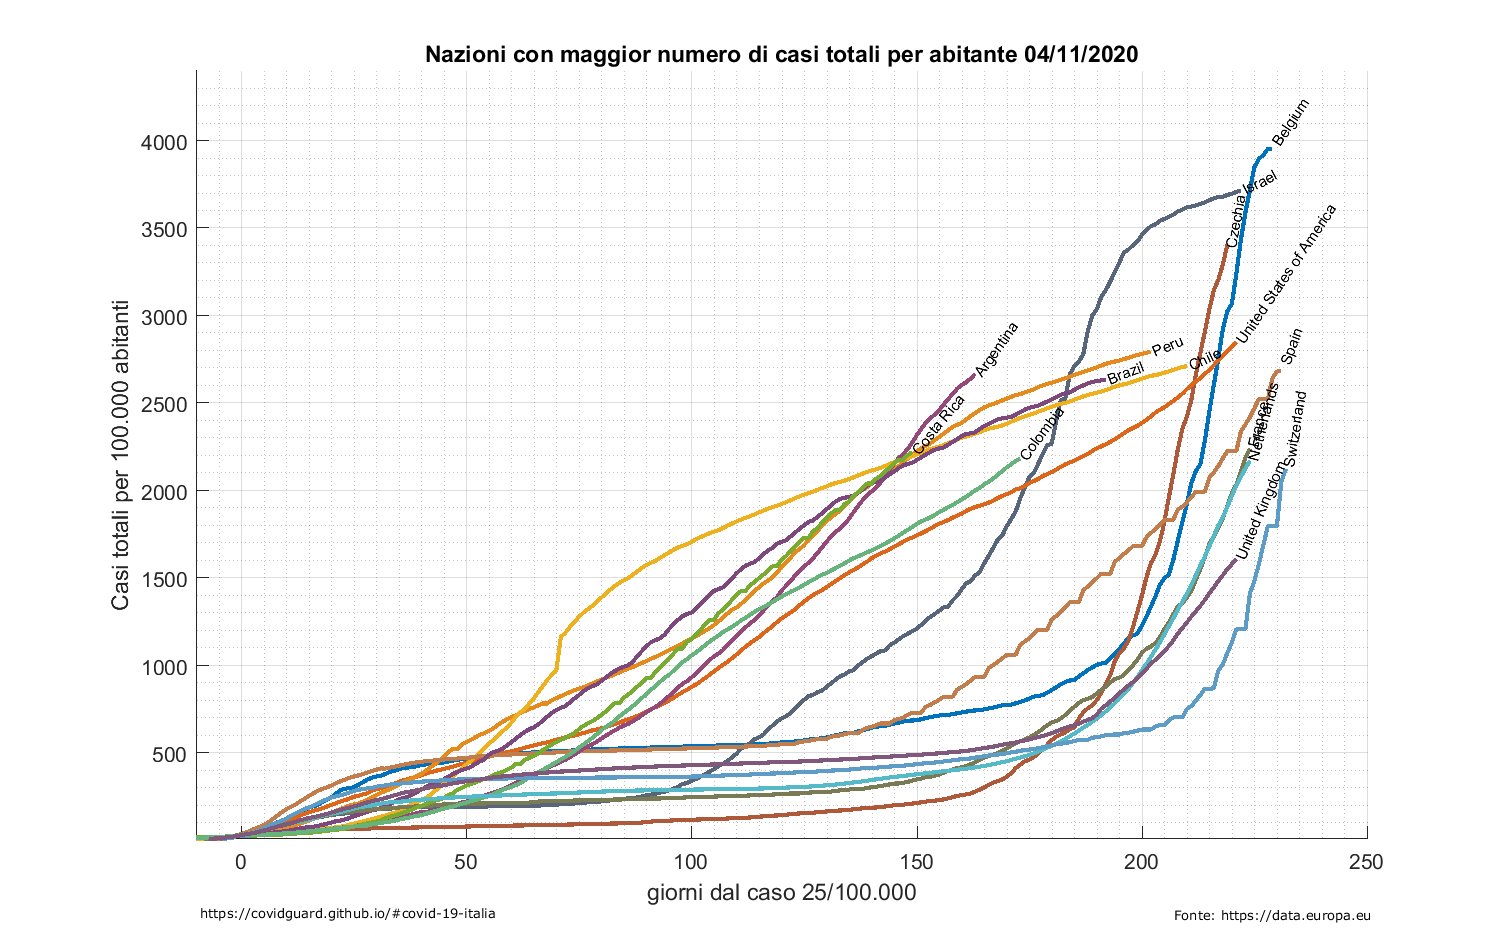 Nazioni con maggior numero di casi totali per abitante 04/11/2020
Casi totali per 100.000 abitanti
4000
3500
3000
2500
2000
1500
1000
500
Belgium
Israel
Czechia
United States of America
Argentina
Peru
Chile
Brazil
Spain
Costa Rica
Colombia
France
Netherlands
Switzerland
United Kingdom
0
50
100
150
200
250
giorni dal caso 25/100.000
https://covidguard.github.io/#covid-19-italia
Fonte: https://data.europa.eu